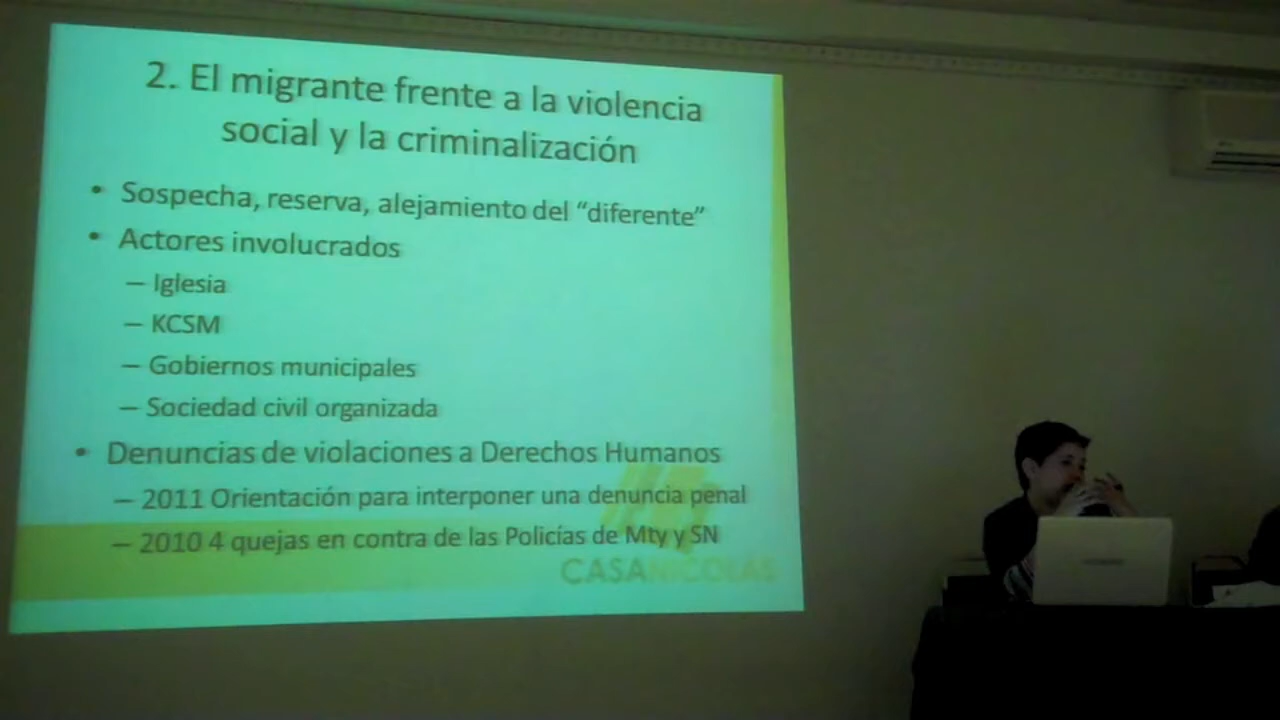 2. El migrante frente a la violencia
social y la criminalización
• Sospecha, reserva, alejamiento del “diferente”
• Actores involucrados
– Iglesia
– KCSM
– Gobiernos municipales
– Sociedad civil organizada
• Denuncias de violaciones a Derechos Humanos
– 2011 Orientación para interponer una denuncia penal
– 2010 4 quejas en contra de las Policías de Mty y SN
CASANICOLÁS